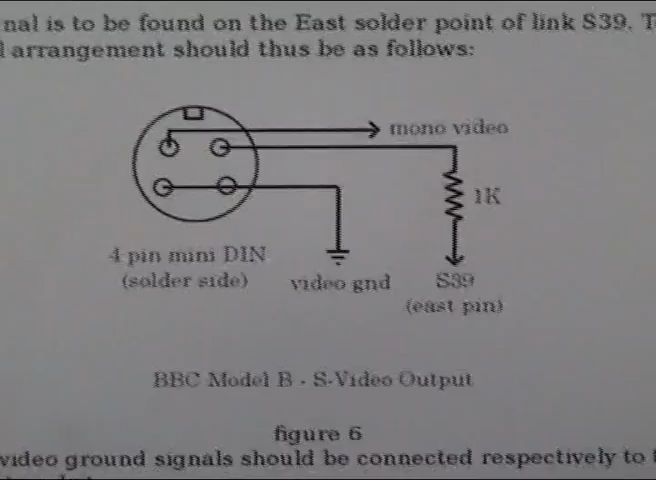 nal is to be found on the East solder point of link S39. T
l arrangement should thus be as follows:
mono video
1K
4 pin mini DIN
(solder side)
video gnd
S39
(east pin)
BBC Model B - S-Video Output
figure 6
video ground signals should be connected respectively to t